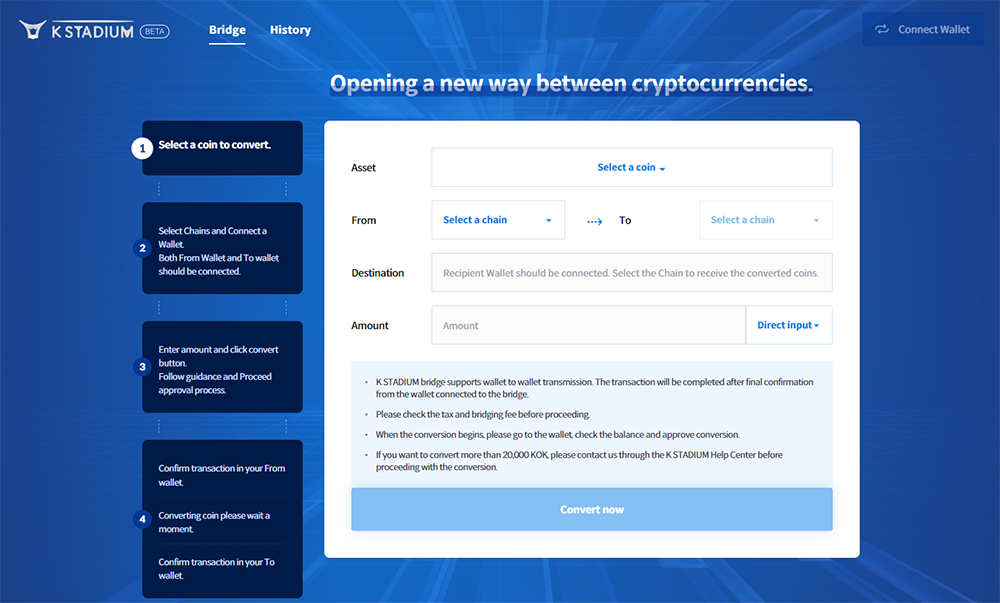 K STADIUM BETA Bridge History Connect Wallet
Opening a new way between cryptocurrencies.
1 Select a coin to convert.
2 Select Chains and Connect a
Wallet.
Both From Wallet and To wallet
should be connected.
3 Enter amount and click convert
button.
Follow guidance and Proceed
approval process.
4 Confirm transaction in your From
wallet.
Converting coin please wait a
moment.
Confirm transaction in your To
wallet.
Asset Select a coin
From Select a chain To Select a chain
Destination Recipient Wallet should be connected. Select the Chain to receive the converted coins.
Amount Amount Direct input
• K STADIUM bridge supports wallet to wallet transmission. The transaction will be completed after final confirmation
from the wallet connected to the bridge.
• Please check the tax and bridging fee before proceeding.
• When the conversion begins, please go to the wallet, check the balance and approve conversion.
• If you want to convert more than 20,000 KOK, please contact us through the K STADIUM Help Center before
proceeding with the conversion.
Convert now